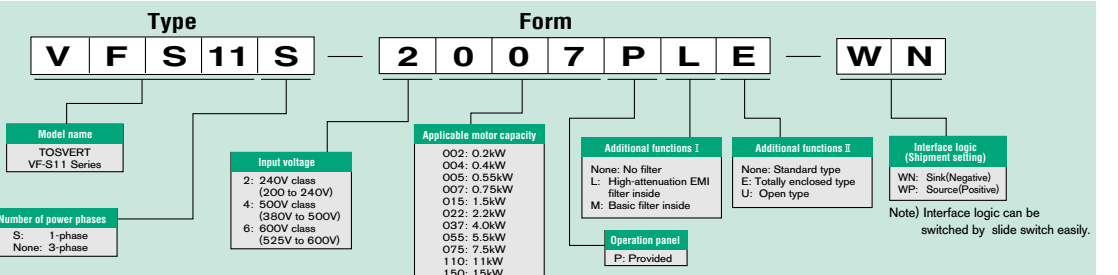 Type Form
V F S 11 S — 2 0 0 7 P L E — W N
Model name
TOSVERT
VF-S11 Series
Number of power phases
S: 1-phase
None: 3-phase
Input voltage
2: 240V class
(200 to 240V)
4: 500V class
(380V to 500V)
6: 600V class
(525V to 600V)
Applicable motor capacity
002: 0.2kW
004: 0.4kW
005: 0.55kW
007: 0.75kW
015: 1.5kW
022: 2.2kW
037: 4.0kW
055: 5.5kW
075: 7.5kW
110: 11kW
150: 15kW
Operation panel
P: Provided
Additional functions I
None: No filter
L: High-attenuation EMI
filter inside
M: Basic filter inside
Additional functions II
None: Standard type
E: Totally enclosed type
U: Open type
Interface logic
(Shipment setting)
WN: Sink(Negative)
WP: Source(Positive)
Note) Interface logic can be
switched by slide switch easily.